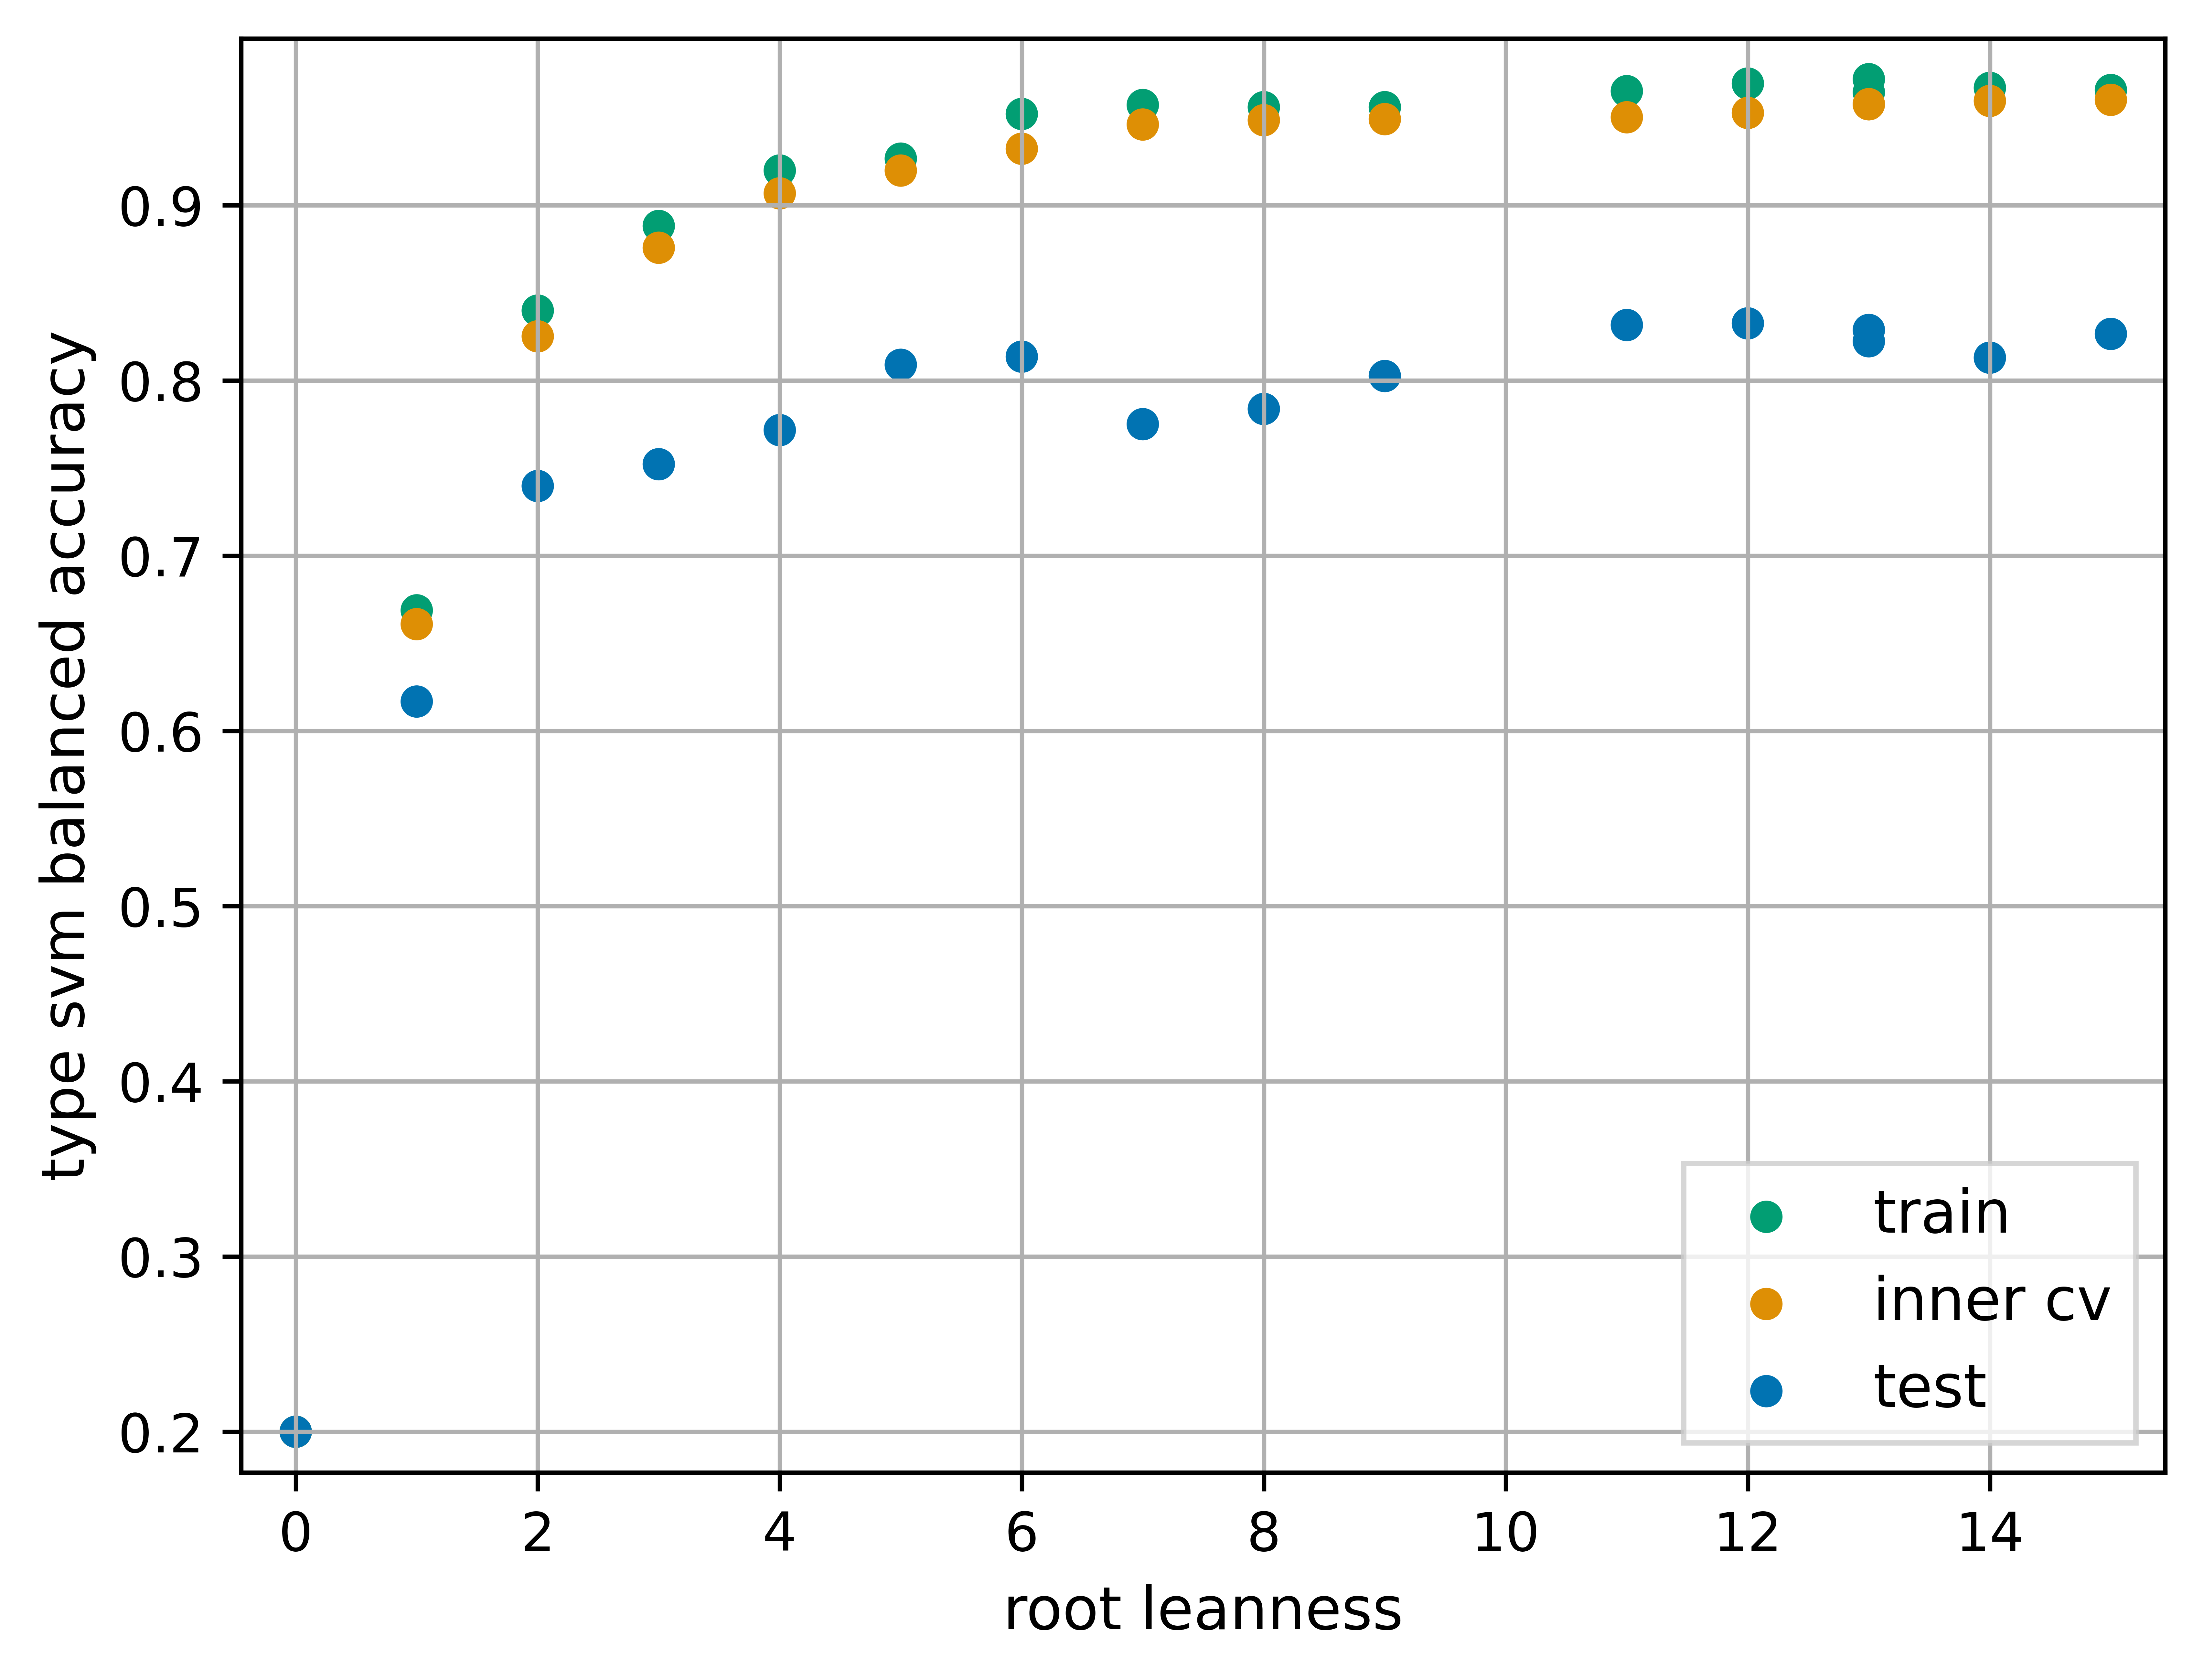 type svm balanced accuracy
0.9
0.8
0.7
0.6
0.5
0.4
0.3
0.2
train
inner cv
test
0 2 4 6 8 10 12 14
root leanness